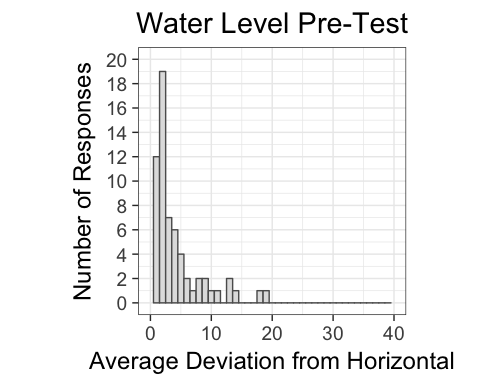 Water Level Pre-Test
Number of Responses
20
18
16
14
12
10
8
6
4
2
0
0 10 20 30 40
Average Deviation from Horizontal